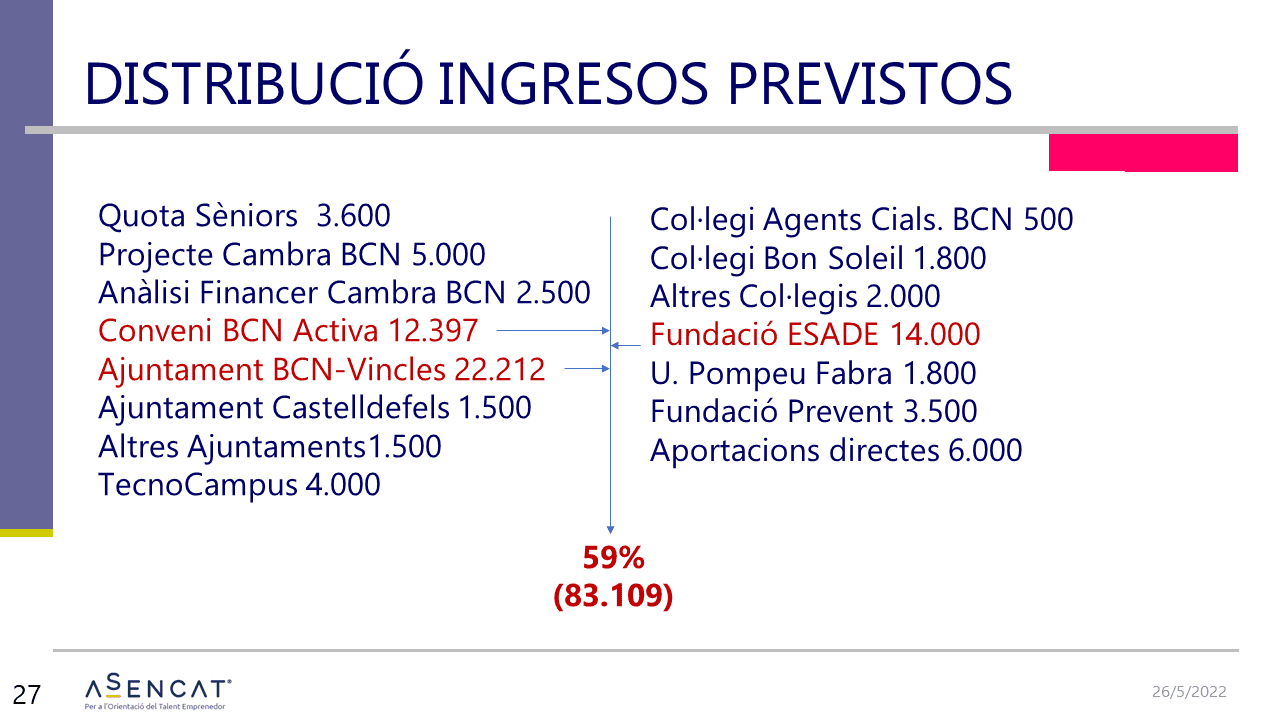 DISTRIBUCIÓ INGRESOS PREVISTOS
Quota Sèniors  3.600
Projecte Cambra BCN 5.000
Anàlisi Financer Cambra BCN 2.500
Conveni BCN Activa 12.397
Ajuntament BCN-Vincles 22.212
Ajuntament Castelldefels 1.500
Altres Ajuntaments1.500
TecnoCampus 4.000
Col·legi Agents Cials. BCN 500
Col·legi Bon Soleil 1.800
Altres Col·legis 2.000
Fundació ESADE 14.000
U. Pompeu Fabra 1.800
Fundació Prevent 3.500
Aportacions directes 6.000
59%
(83.109)
27
ASENCAT®
Per a l'Orientació del Talent Emprenedor
26/5/2022